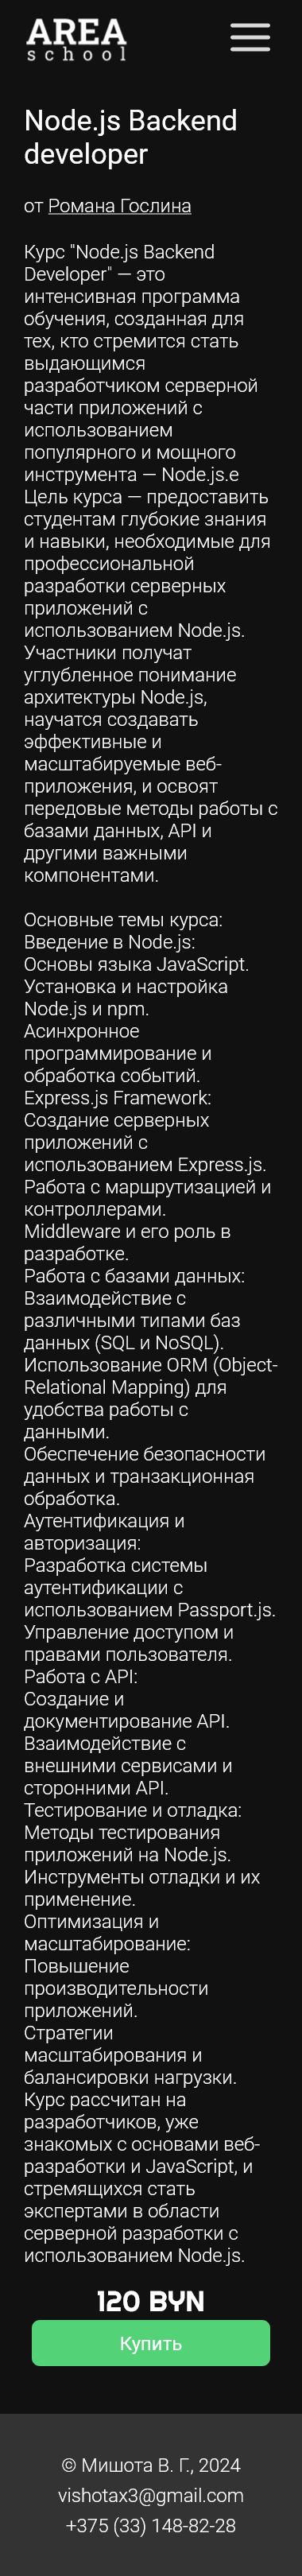 AREA
school
Node.js Backend
developer
от Романа Гослина
Курс "Node.js Backend
Developer" — это
интенсивная программа
обучения, созданная для
тех, кто стремится стать
выдающимся
разработчиком серверной
части приложений с
использованием
популярного и мощного
инструмента — Node.js.е
Цель курса — предоставить
студентам глубокие знания
и навыки, необходимые для
профессиональной
разработки серверных
приложений с
использованием Node.js.
Участники получат
углубленное понимание
архитектуры Node.js,
научатся создавать
эффективные и
масштабируемые веб-
приложения, и освоят
передовые методы работы с
базами данных, API и
другими важными
компонентами.
Основные темы курса:
Введение в Node.js:
Основы языка JavaScript.
Установка и настройка
Node.js и npm.
Асинхронное
программирование и
обработка событий.
Express.js Framework:
Создание серверных
приложений с
использованием Express.js.
Работа с маршрутизацией и
контроллерами.
Middleware и его роль в
разработке.
Работа с базами данных:
Взаимодействие с
различными типами баз
данных (SQL и NoSQL).
Использование ORM (Object-
Relational Mapping) для
удобства работы с
данными.
Обеспечение безопасности
данных и транзакционная
обработка.
Аутентификация и
авторизация:
Разработка системы
аутентификации с
использованием Passport.js.
Управление доступом и
правами пользователя.
Работа с API:
Создание и
документирование API.
Взаимодействие с
внешними сервисами и
сторонними API.
Тестирование и отладка:
Методы тестирования
приложений на Node.js.
Инструменты отладки и их
применение.
Оптимизация и
масштабирование:
Повышение
производительности
приложений.
Стратегии
масштабирования и
балансировки нагрузки.
Курс рассчитан на
разработчиков, уже
знакомых с основами веб-
разработки и JavaScript, и
стремящихся стать
экспертами в области
серверной разработки с
использованием Node.js.
120 BYN
Купить
© Мишота В. Г., 2024
vishotax3@gmail.com
+375 (33) 148-82-28